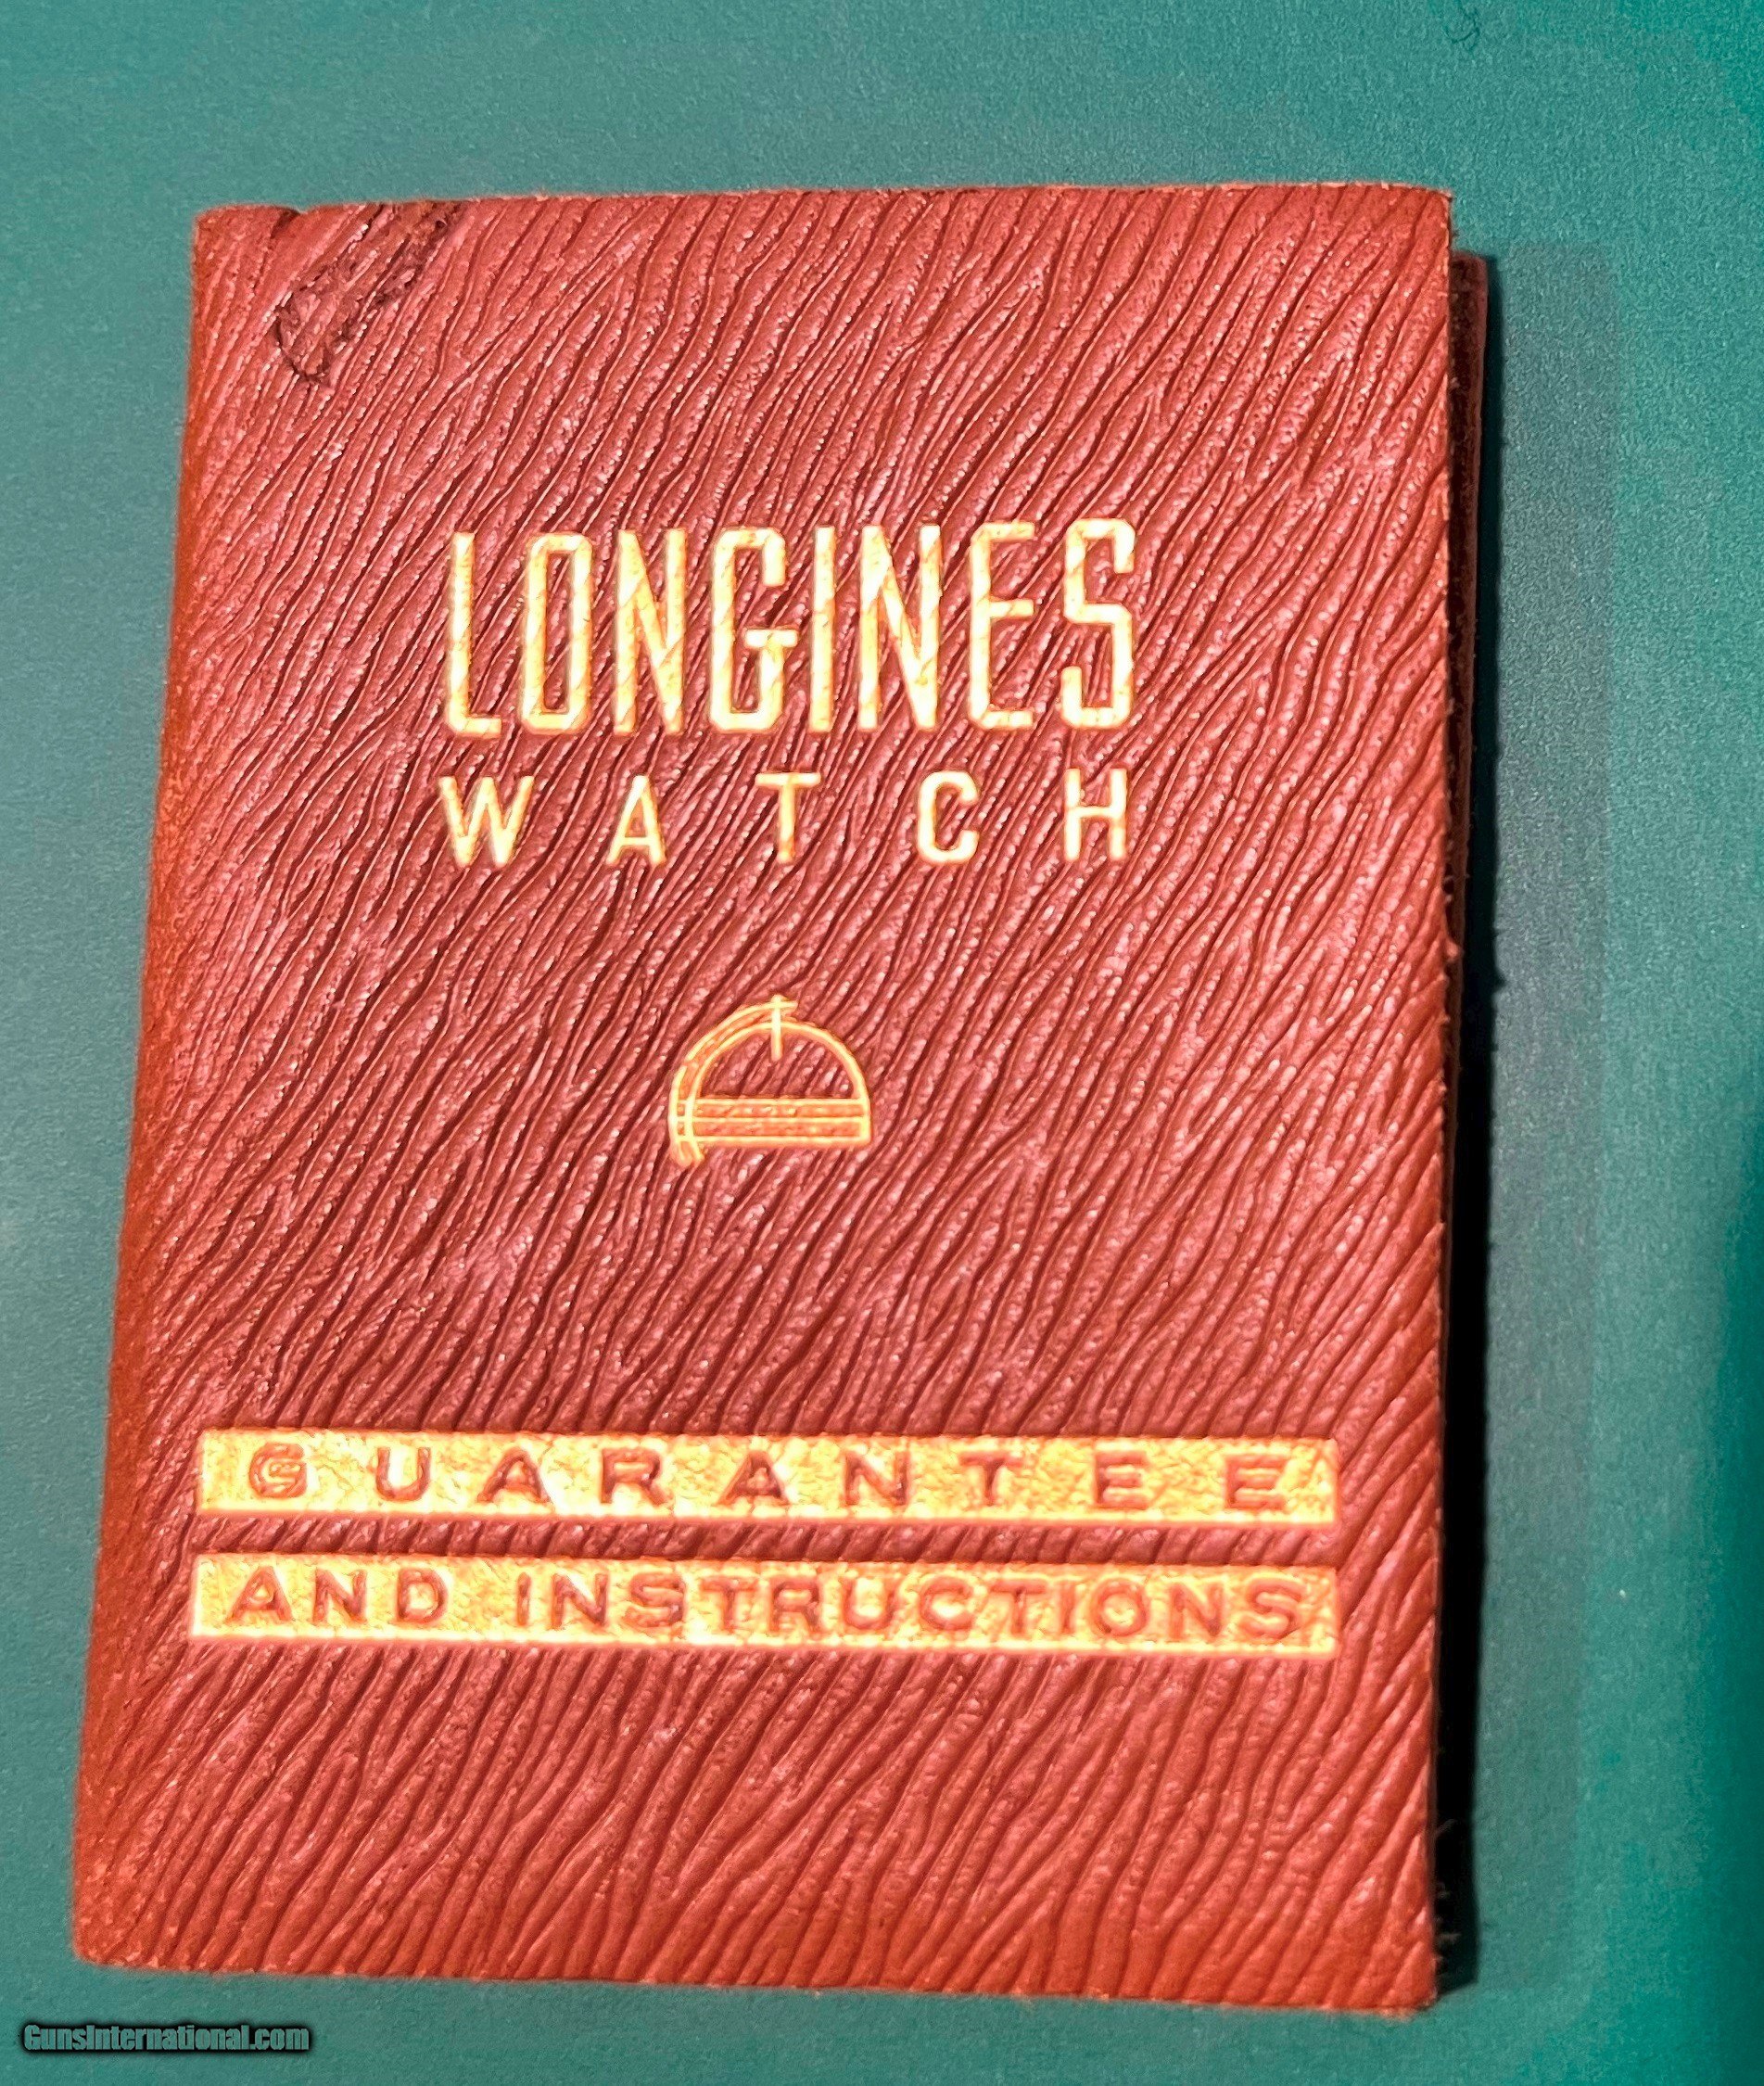 LONGINES
WATCH
GUARANTEE
AND INSTRUCTIONS
GunsInternational.com